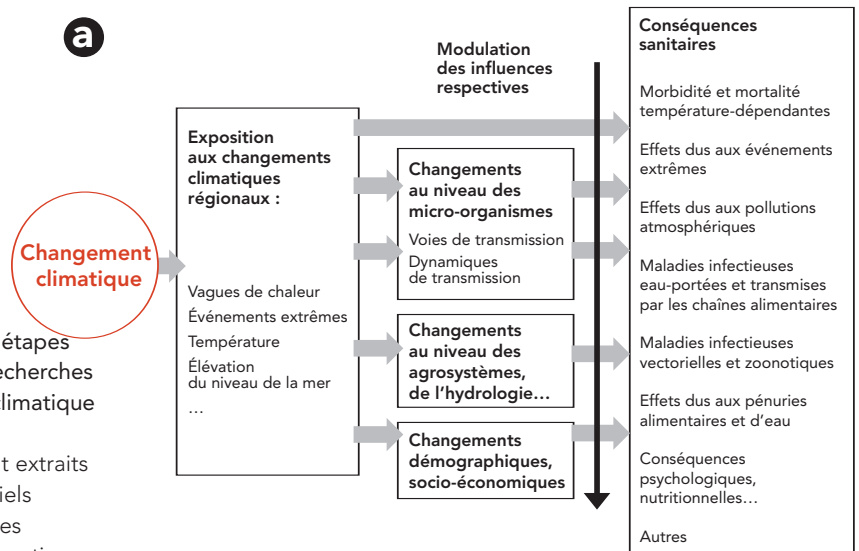 a
Modulation
des influences
respectives
Changement
climatique
Exposition
aux changements
climatiques
régionaux :
Vagues de chaleur
Événements extrêmes
Température
Élévation
du niveau de la mer
…
Changements
au niveau des
micro-organismes
Voies de transmission
Dynamiques
de transmission
Changements
au niveau des
agrosystèmes,
de l’hydrologie…
Changements
démographiques,
socio-économiques
Conséquences
sanitaires
Morbidité et mortalité
température-dépendantes
Effets dus aux événements
extrêmes
Effets dus aux pollutions
atmosphériques
Maladies infectieuses
eau-portées et transmises
par les chaînes alimentaires
Maladies infectieuses
vectorielles et zoonotiques
Effets dus aux pénuries
alimentaires et d’eau
Conséquences
psychologiques,
nutritionnelles…
Autres
étapes
echerches
limatique
t extraits
iels
es